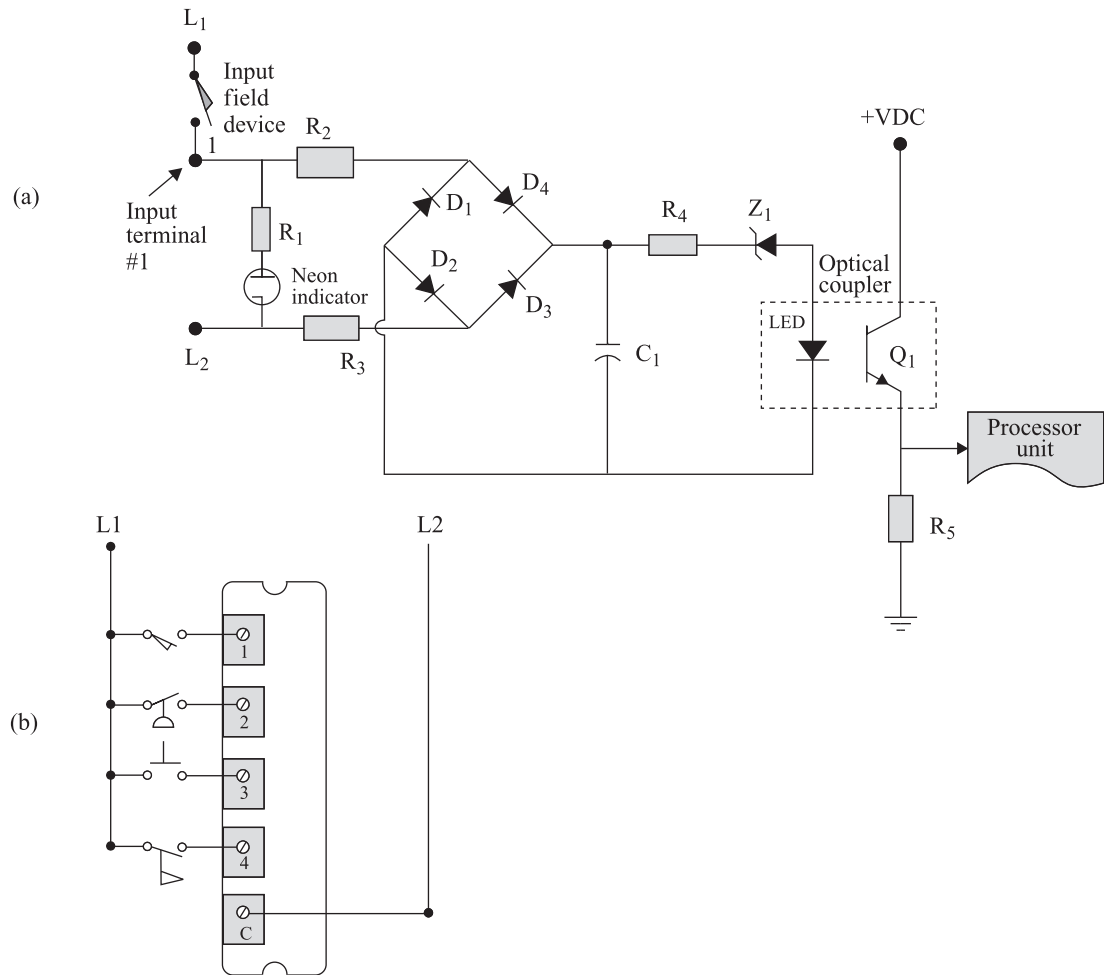 L1
Input
field
device
1
R2
+VDC
(a)
Input
terminal
#1
R1
D1
D4
R4
Z1
Neon
indicator
D2
D3
Optical
coupler
LED
L2
R3
C1
Q1
Processor
unit
R5
L1
L2
1
(b)
2
3
4
C